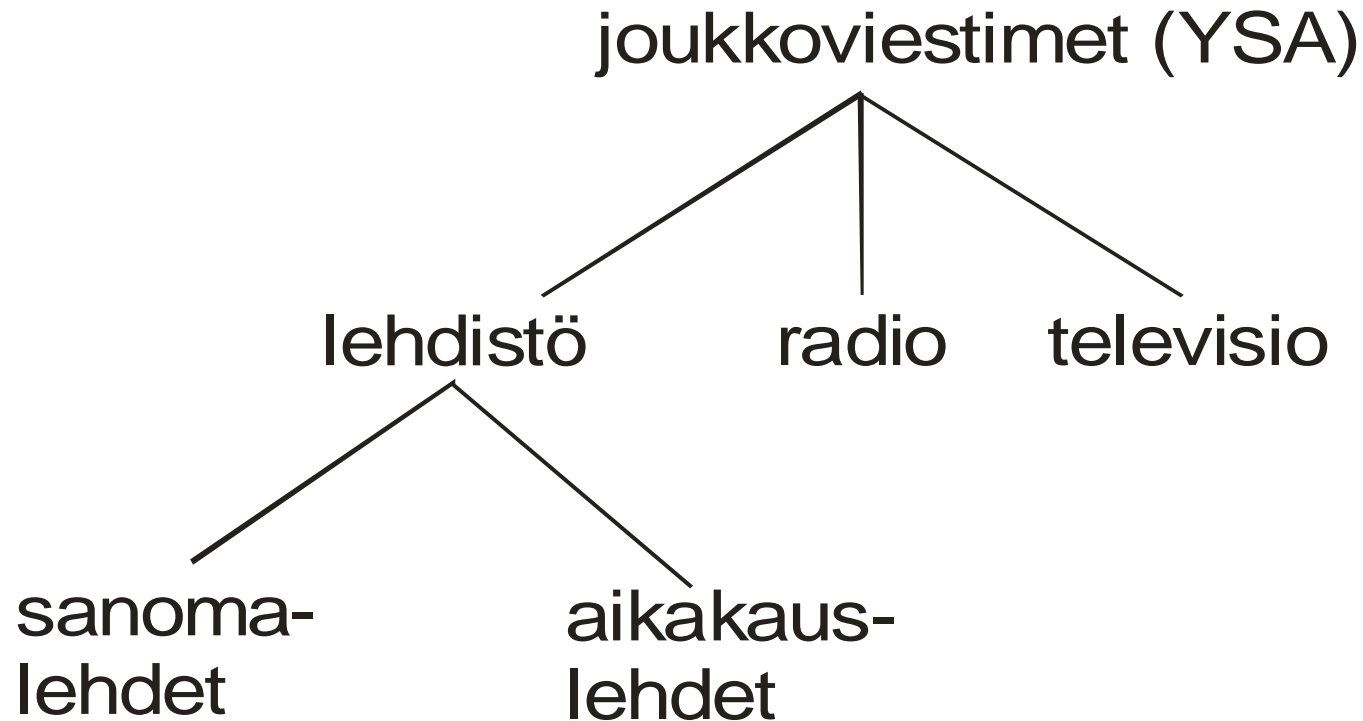 joukkoviestimet (YSA)
lehdistö radio televisio
sanoma-
lehdet
aikakaus-
lehdet